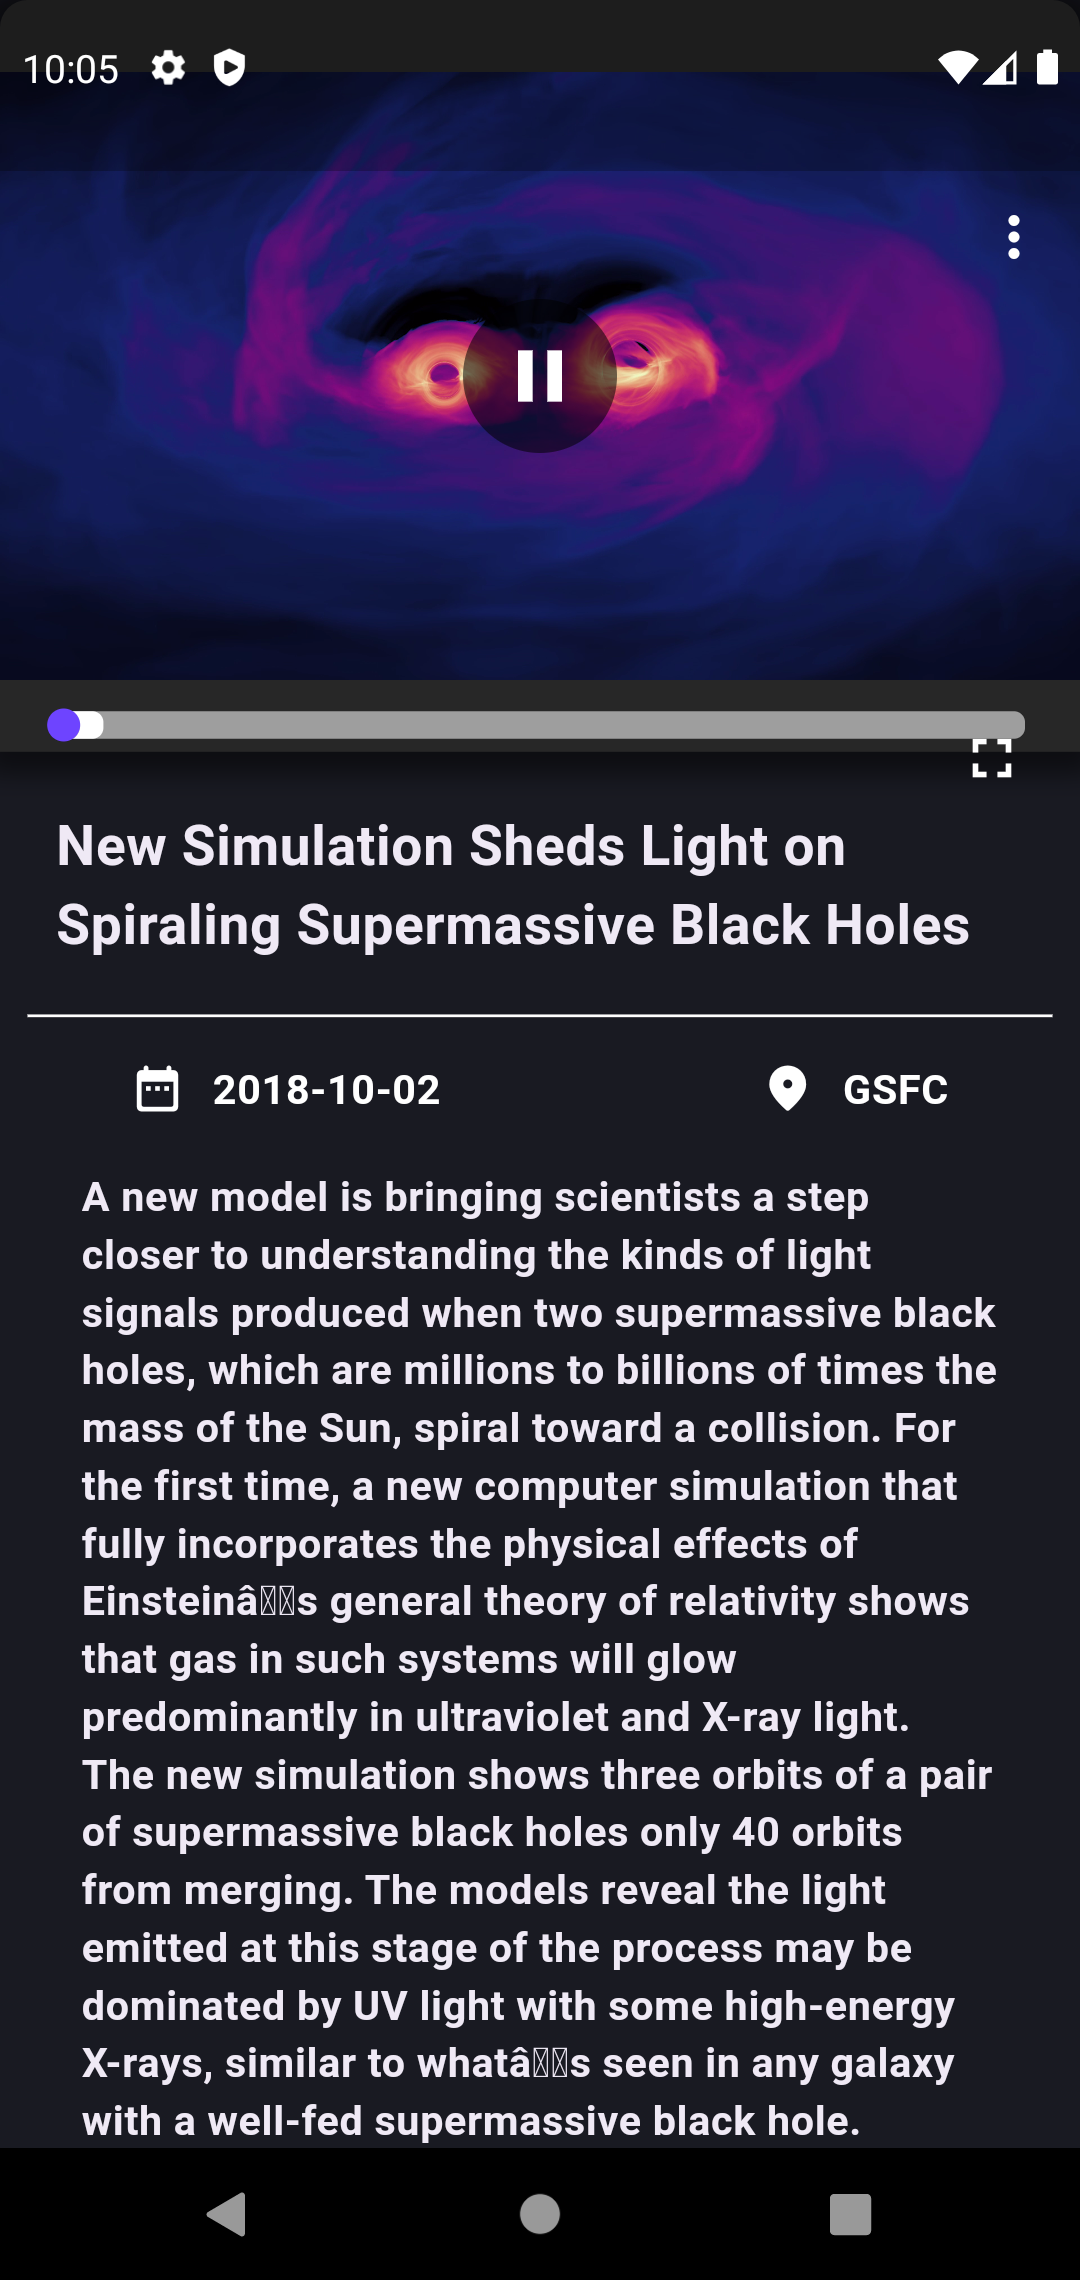 10:05
New Simulation Sheds Light on
Spiraling Supermassive Black Holes
2018-10-02
GSFC
A new model is bringing scientists a step
closer to understanding the kinds of light
signals produced when two supermassive black
holes, which are millions to billions of times the
mass of the Sun, spiral toward a collision. For
the first time, a new computer simulation that
fully incorporates the physical effects of
Einsteinâ􏿮􏿮s general theory of relativity shows
that gas in such systems will glow
predominantly in ultraviolet and X-ray light.
The new simulation shows three orbits of a pair
of supermassive black holes only 40 orbits
from merging. The models reveal the light
emitted at this stage of the process may be
dominated by UV light with some high-energy
X-rays, similar to whatâ􏿮􏿮s seen in any galaxy
with a well-fed supermassive black hole.